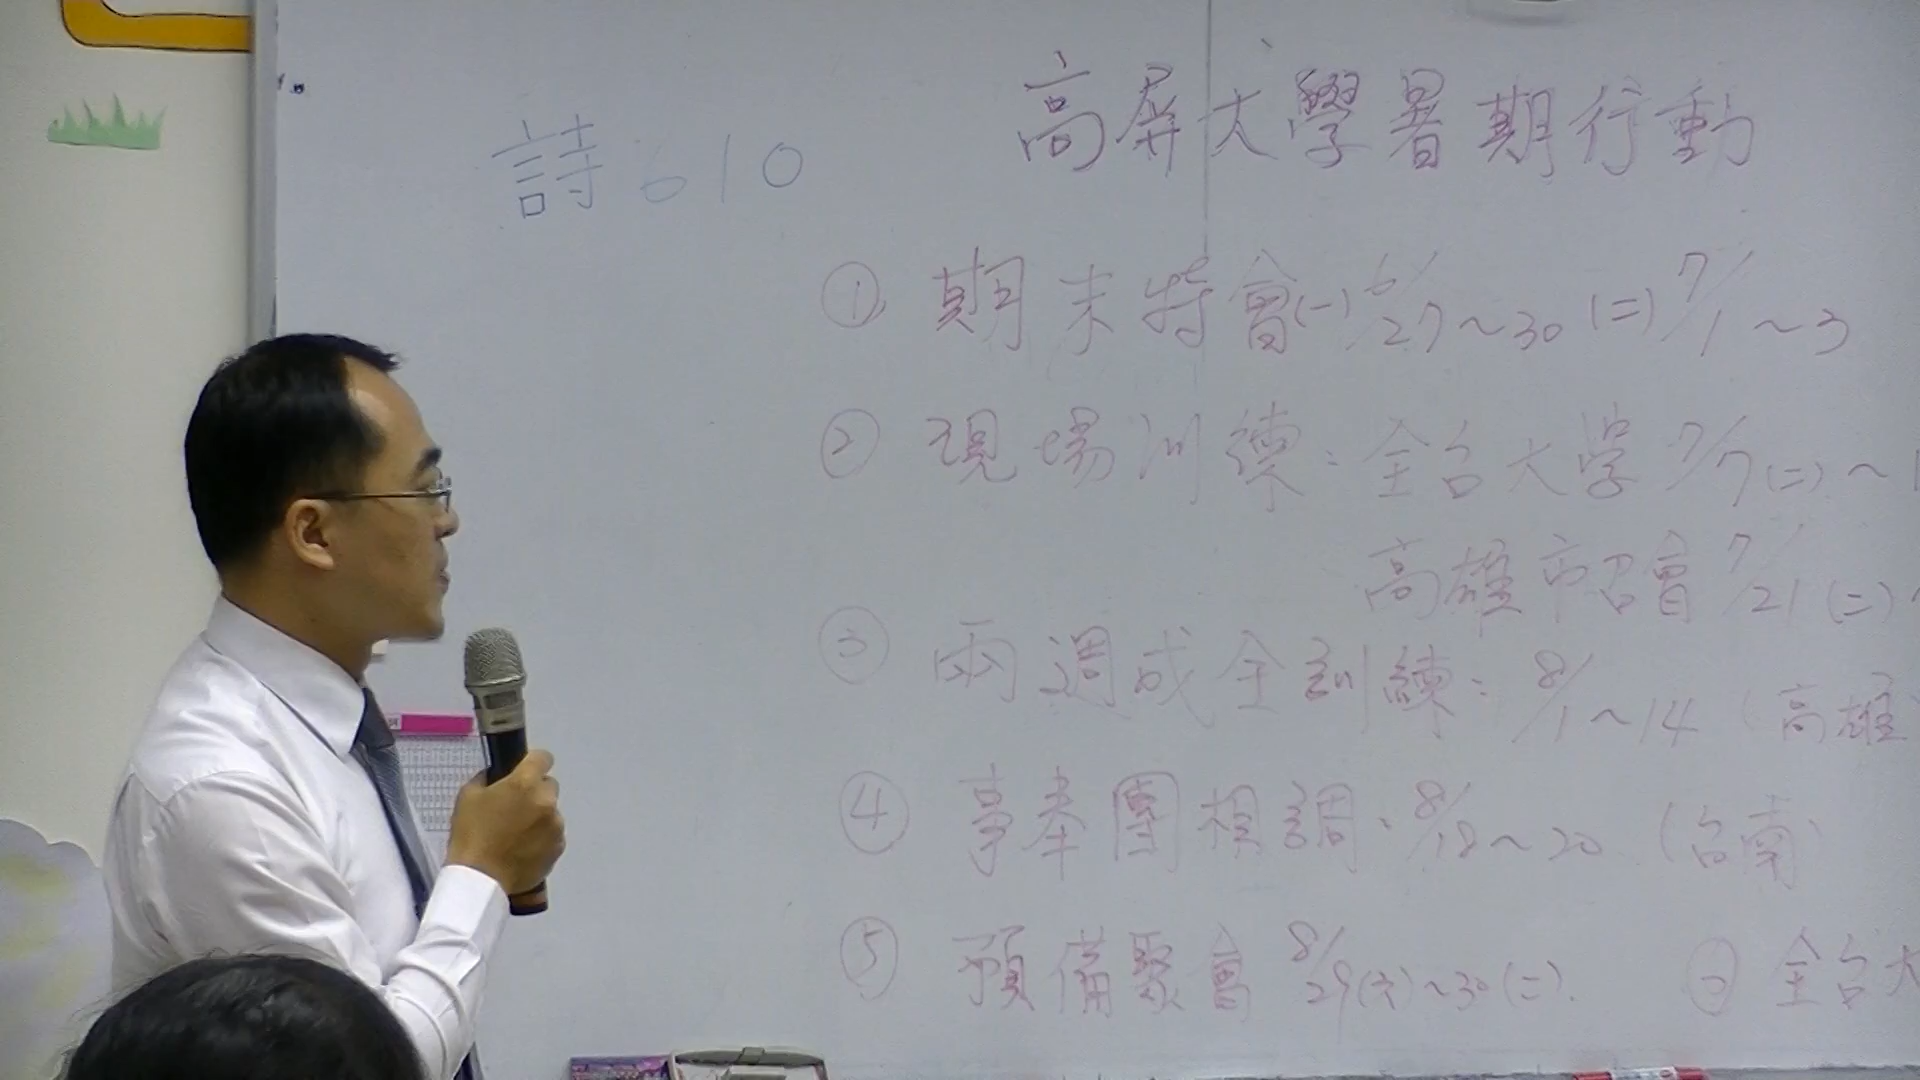 詩610
高屏大學暑期行動
① 期末特會(一) 6/27~30 (二) 7/1~3
② 現場训練:全台大学 7/7(二)~1
高雄市召會 7/21(二)~
③ 兩週成全訓練:8/1~14 (高雄
④ 事奉團相調:8/18~20 (台南)
⑤ 預備聚會 8/29(六)~30(二).
全台大